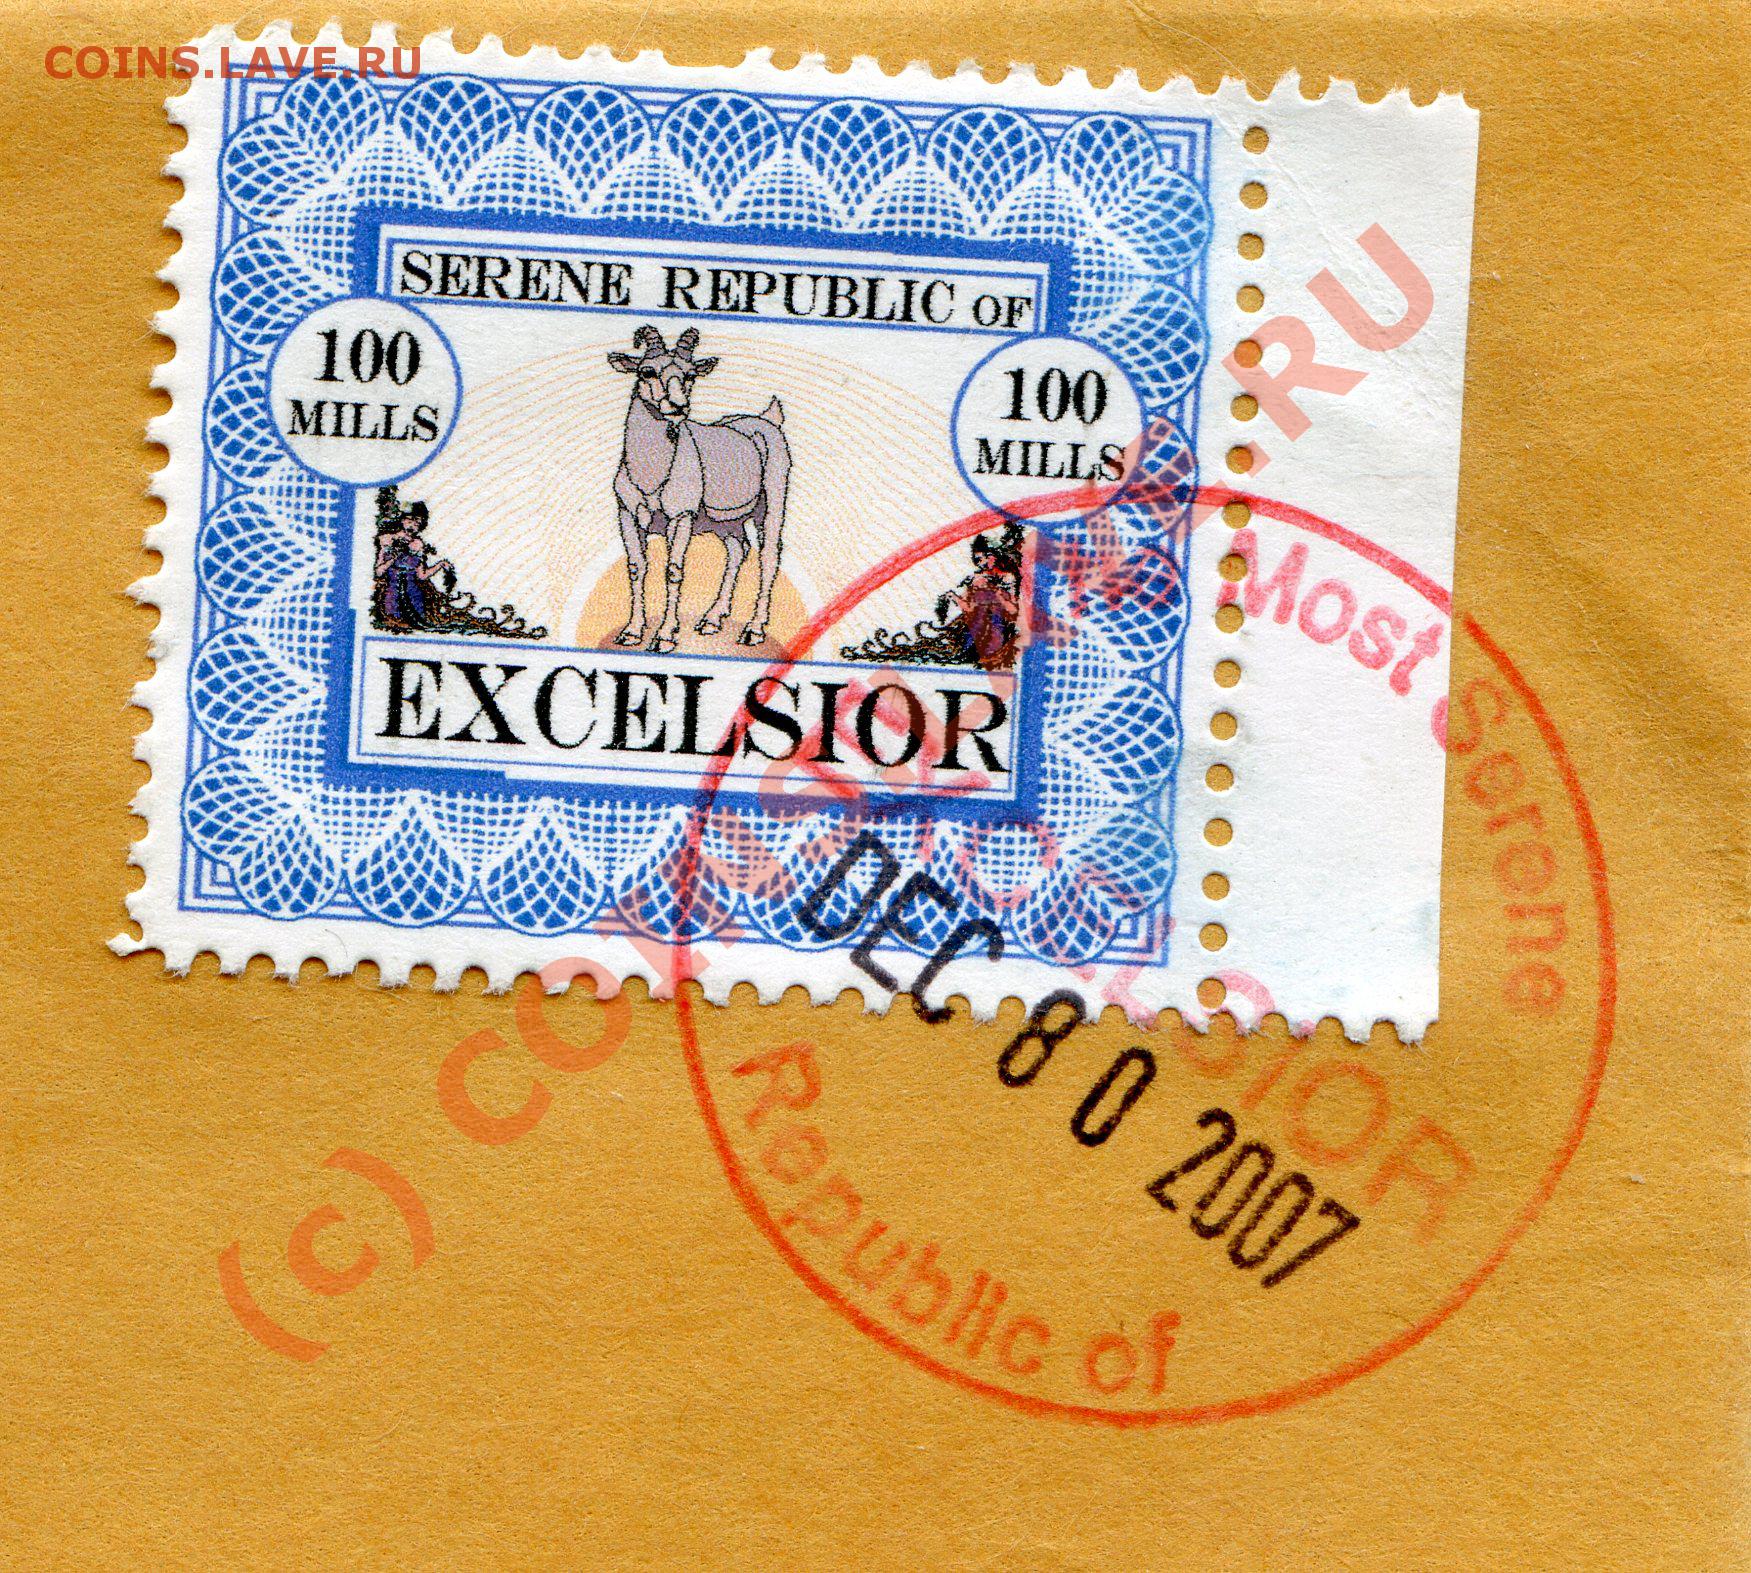 COINS.LAVE.RU
SERENE REPUBLIC OF
100
MILLS
100
MILLS
EXCELSIOR
Most Serene
EXCELSIOR
DEC 8 0 2007
Republic of
(c) COINS.LAVE.RU